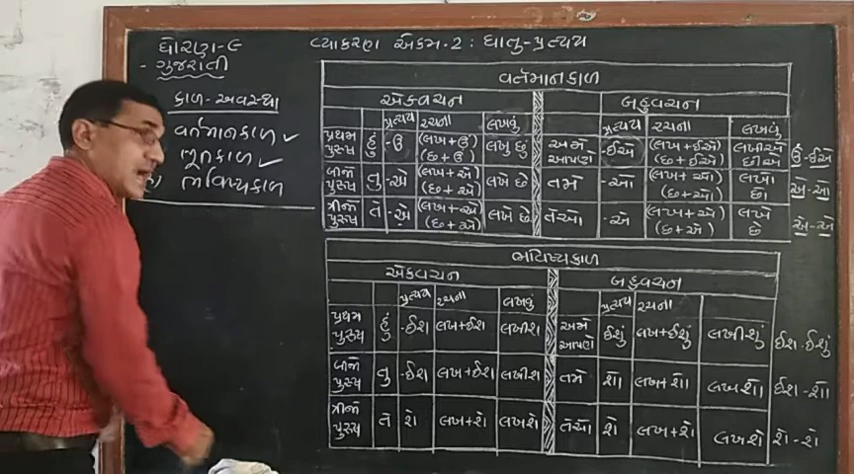 ધોરણ-૯
- ગુજરાતી
વ્યાકરણ એકમ-2 : ધાતુ-પ્રત્યય
કાળ-અવસ્થા
વર્તમાનકાળ ✓
ભૂતકાળ ✓
ભવિષ્યકાળ
વર્તમાનકાળ
એકવચન બહુવચન
પ્રત્યય રચના લખવું પ્રત્યય રચના લખવું
પ્રથમ પુરુષ હું -ઉં (લખ+ઉં) (છ+ઉં) લખુ છું અમે આપણે -ઈએ (લખ+ઈએ) (છ+ઈએ) લખીએ છીએ ઉં-ઈએ
બીજો પુરુષ તુ -એ (લખ+એ) (છ+એ) લખે છે તમે -ઓ (લખ+ઓ) (છ+ઓ) લખો છો એ-ઓ
ત્રીજો પુરુષ તે -એ (લખ+એ) (છ+એ) લખે છે તેઓ -એ (લખ+એ) (છ+એ) લખે છે એ-એ
ભવિષ્યકાળ
એકવચન બહુવચન
પ્રત્યય રચના લખવું પ્રત્યય રચના
પ્રથમ પુરુષ હું -ઈશ લખ+ઈશ લખીશ અમે આપણે ઈશું લખ+ઈશું લખીશું ઈશ-ઈશું
બીજો પુરુષ તુ -ઈશ લખ+ઈશ લખીશ તમે શો લખ+શો લખશો ઈશ-શો
ત્રીજો પુરુષ તે શે લખ+શે લખશે તેઓ શે લખ+શે લખશે શે-શે